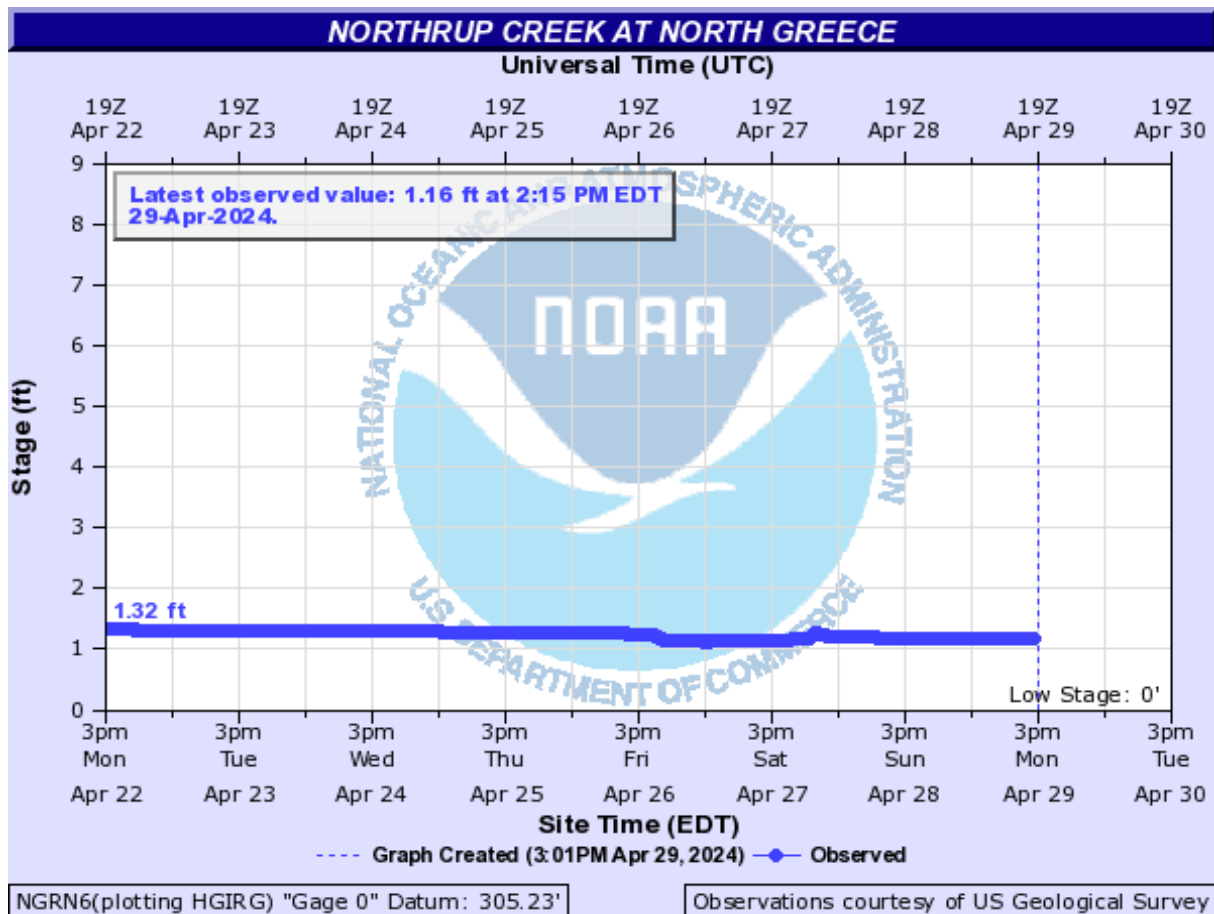 NORTHRUP CREEK AT NORTH GREECE
Universal Time (UTC)
19Z 19Z 19Z 19Z 19Z 19Z 19Z 19Z 19Z
Apr 22 Apr 23 Apr 24 Apr 25 Apr 26 Apr 27 Apr 28 Apr 29 Apr 30
9
Latest observed value: 1.16 ft at 2:15 PM EDT
29-Apr-2024.
8
7
6
5
4
3
2
1
0
Stage (ft)
NATIONAL OCEANIC AND ATMOSPHERIC ADMINISTRATION
NOAA
U.S. DEPARTMENT OF COMMERCE
1.32 ft
Low Stage: 0'
3pm 3pm 3pm 3pm 3pm 3pm 3pm 3pm 3pm
Mon Tue Wed Thu Fri Sat Sun Mon Tue
Apr 22 Apr 23 Apr 24 Apr 25 Apr 26 Apr 27 Apr 28 Apr 29 Apr 30
Site Time (EDT)
Graph Created (3:01PM Apr 29, 2024) Observed
NGRN6(plotting HGIRG) "Gage 0" Datum: 305.23'
Observations courtesy of US Geological Survey